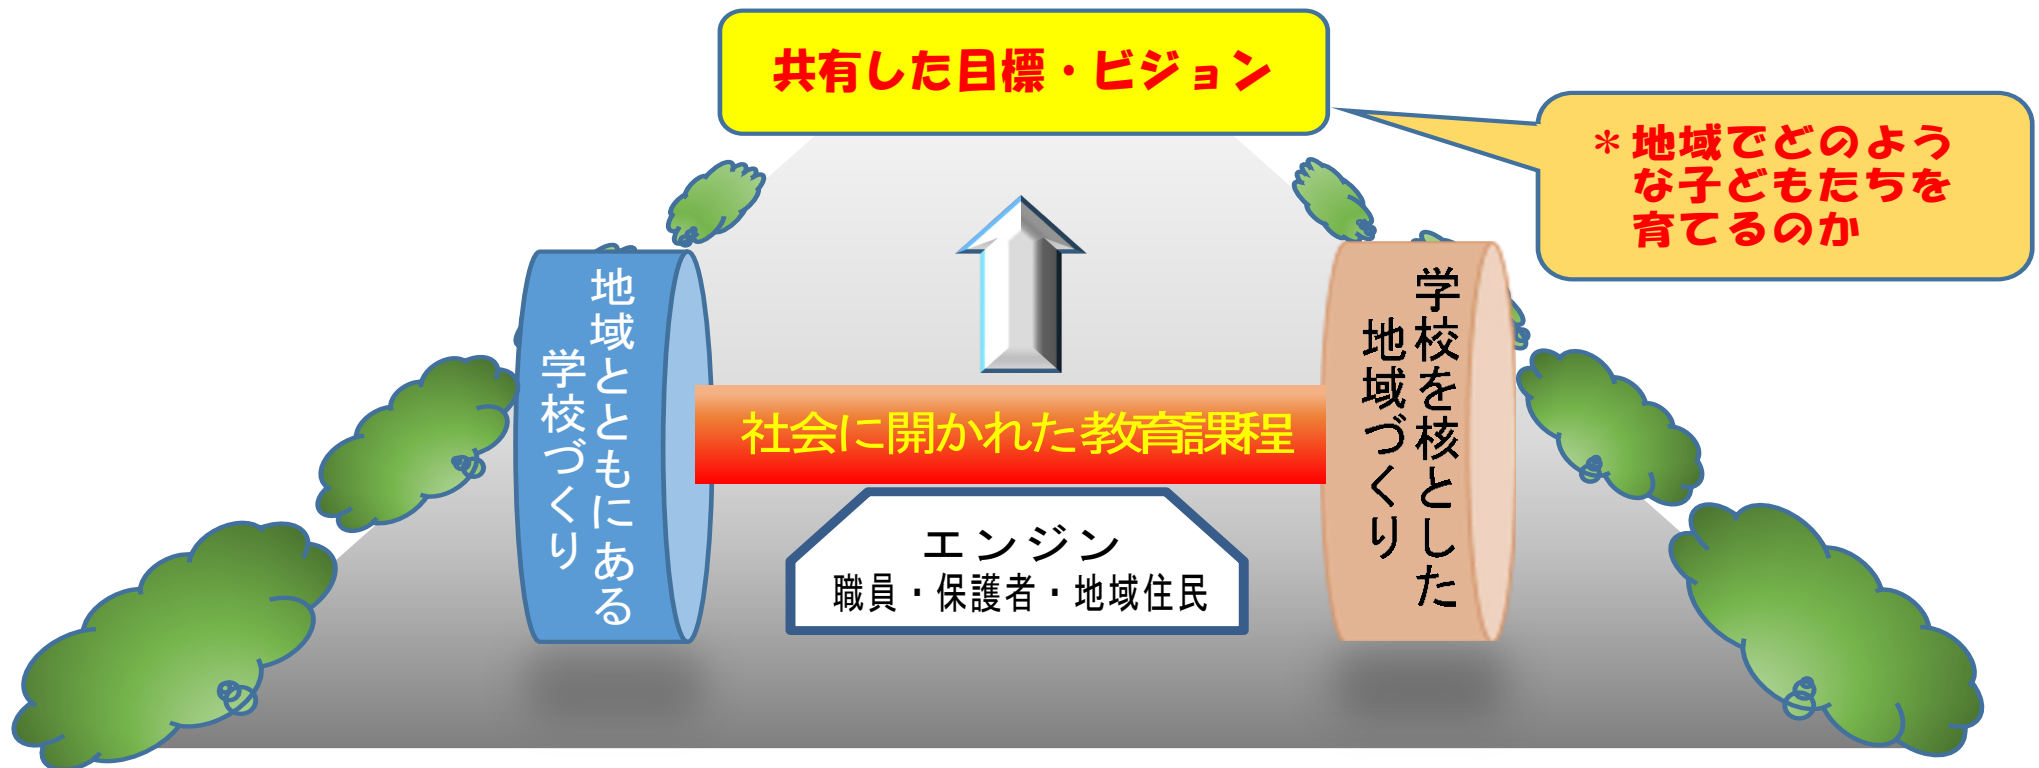 共有した目標・ビジョン
＊地域でどのよう
な子どもたちを
育てるのか
地域とともにある
学校づくり
学校を核とした
地域づくり
社会に開かれた教育課程
エンジン
職員・保護者・地域住民